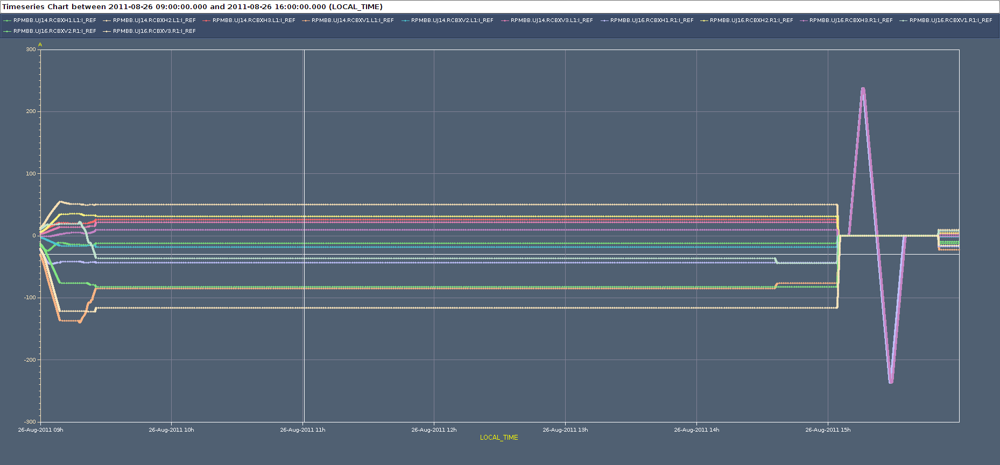 Timeseries Chart between 2011-08-26 09:00:00.000 and 2011-08-26 16:00:00.000 (LOCAL_TIME)
RPMBB.UJ14.RCBXH1.L1:I_REF RPMBB.UJ14.RCBXH2.L1:I_REF RPMBB.UJ14.RCBXH3.L1:I_REF RPMBB.UJ14.RCBXV1.L1:I_REF RPMBB.UJ14.RCBXV2.L1:I_REF RPMBB.UJ14.RCBXV3.L1:I_REF RPMBB.UJ16.RCBXH1.R1:I_REF RPMBB.UJ16.RCBXH2.R1:I_REF RPMBB.UJ16.RCBXH3.R1:I_REF RPMBB.UJ16.RCBXV1.R1:I_REF
RPMBB.UJ16.RCBXV2.R1:I_REF RPMBB.UJ16.RCBXV3.R1:I_REF
A
300
200
100
0
-100
-200
-300
26-Aug-2011 09h 26-Aug-2011 10h 26-Aug-2011 11h 26-Aug-2011 12h 26-Aug-2011 13h 26-Aug-2011 14h 26-Aug-2011 15h
LOCAL_TIME